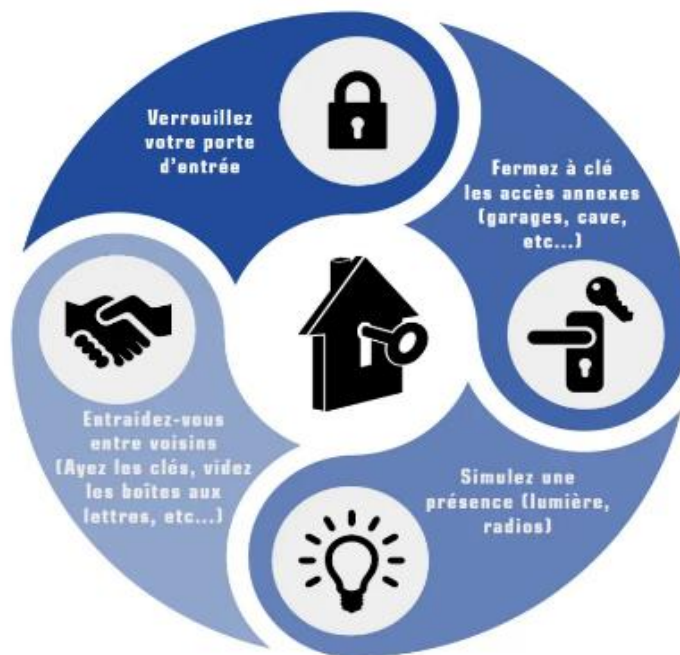 Verrouillez
votre porte
d'entrée
Fermez à clé
les accès annexes
(garages, cave,
etc...)
Simulez une
présence (lumière,
radios)
Entraidez-vous
entre voisins
(Ayez les clés, videz
les boîtes aux
lettres, etc...)